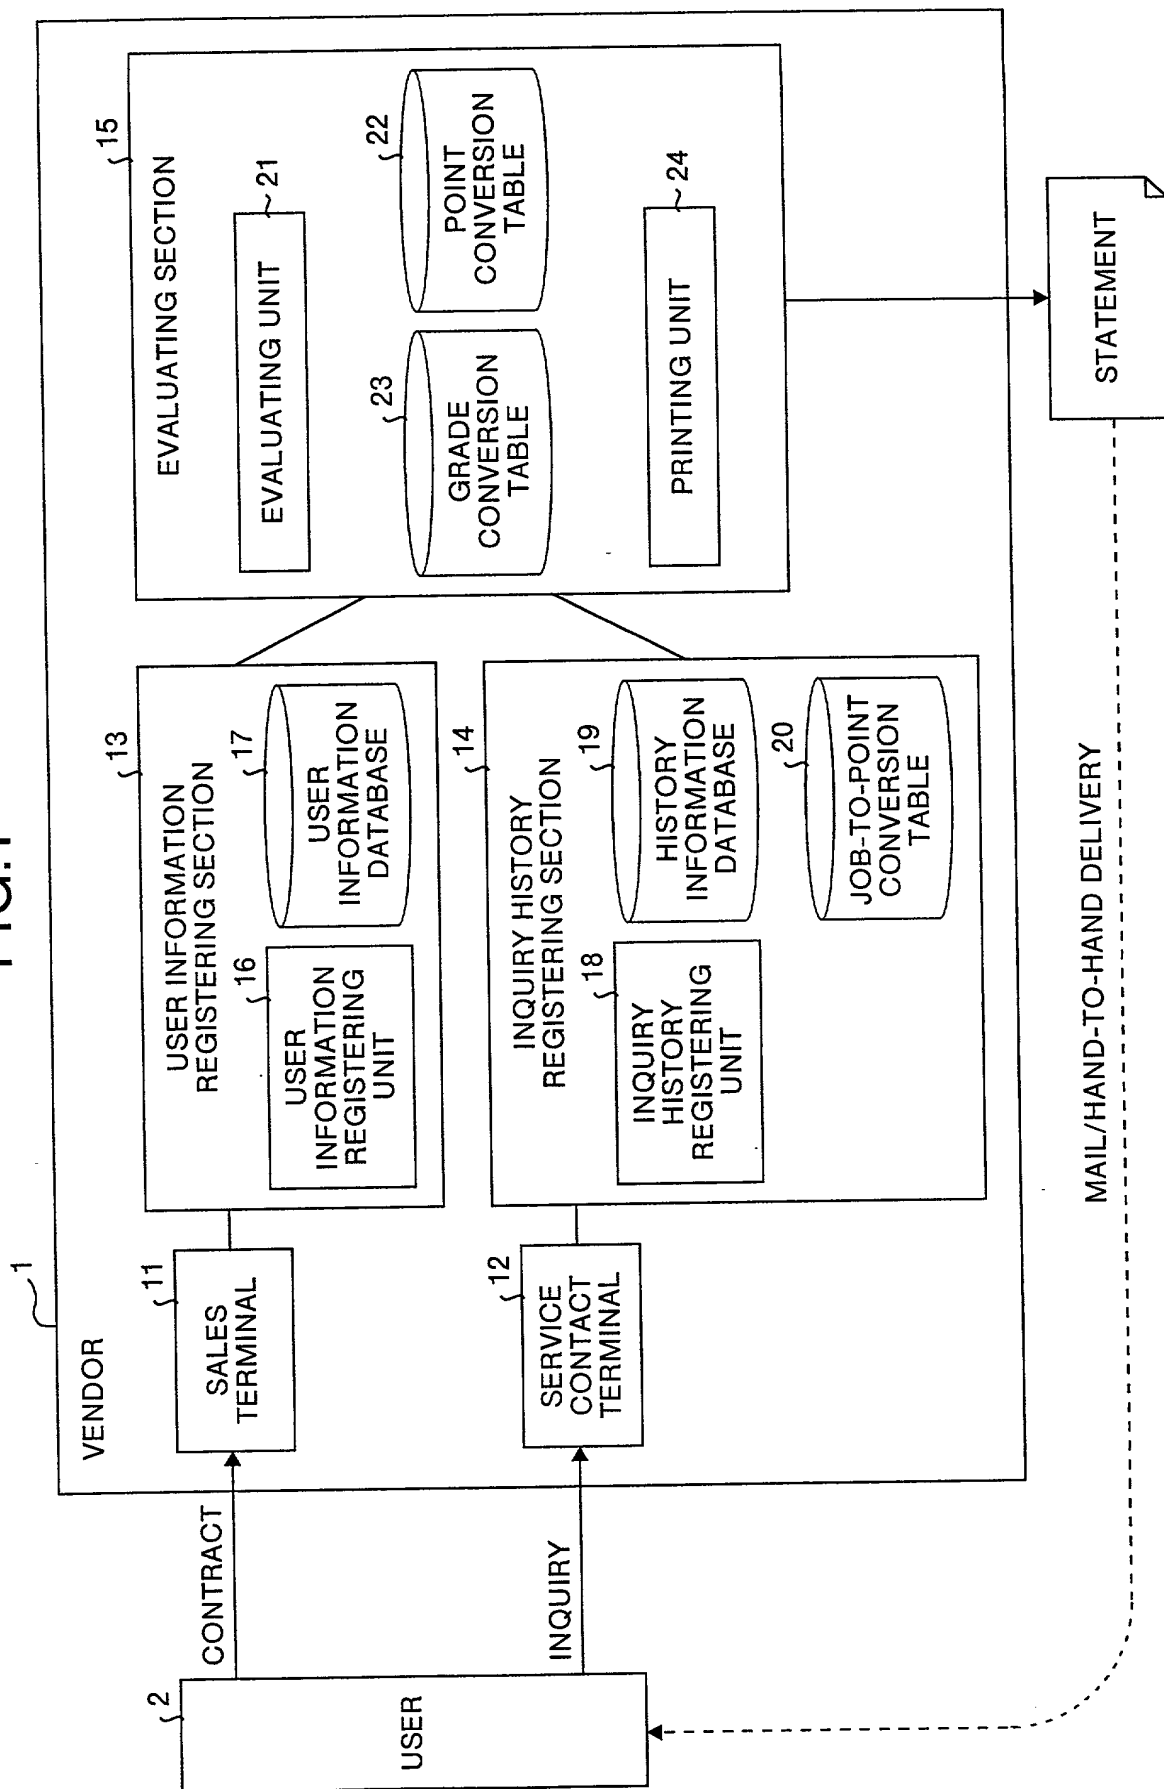 FIG.1
1
VENDOR
2
USER
CONTRACT
INQUIRY
11
SALES
TERMINAL
12
SERVICE
CONTACT
TERMINAL
13
USER INFORMATION
REGISTERING SECTION
16
USER
INFORMATION
REGISTERING
UNIT
17
USER
INFORMATION
DATABASE
14
INQUIRY HISTORY
REGISTERING SECTION
18
INQUIRY
HISTORY
REGISTERING
UNIT
19
HISTORY
INFORMATION
DATABASE
20
JOB-TO-POINT
CONVERSION
TABLE
15
EVALUATING SECTION
21
EVALUATING UNIT
23
GRADE
CONVERSION
TABLE
22
POINT
CONVERSION
TABLE
24
PRINTING UNIT
STATEMENT
MAIL/HAND-TO-HAND DELIVERY